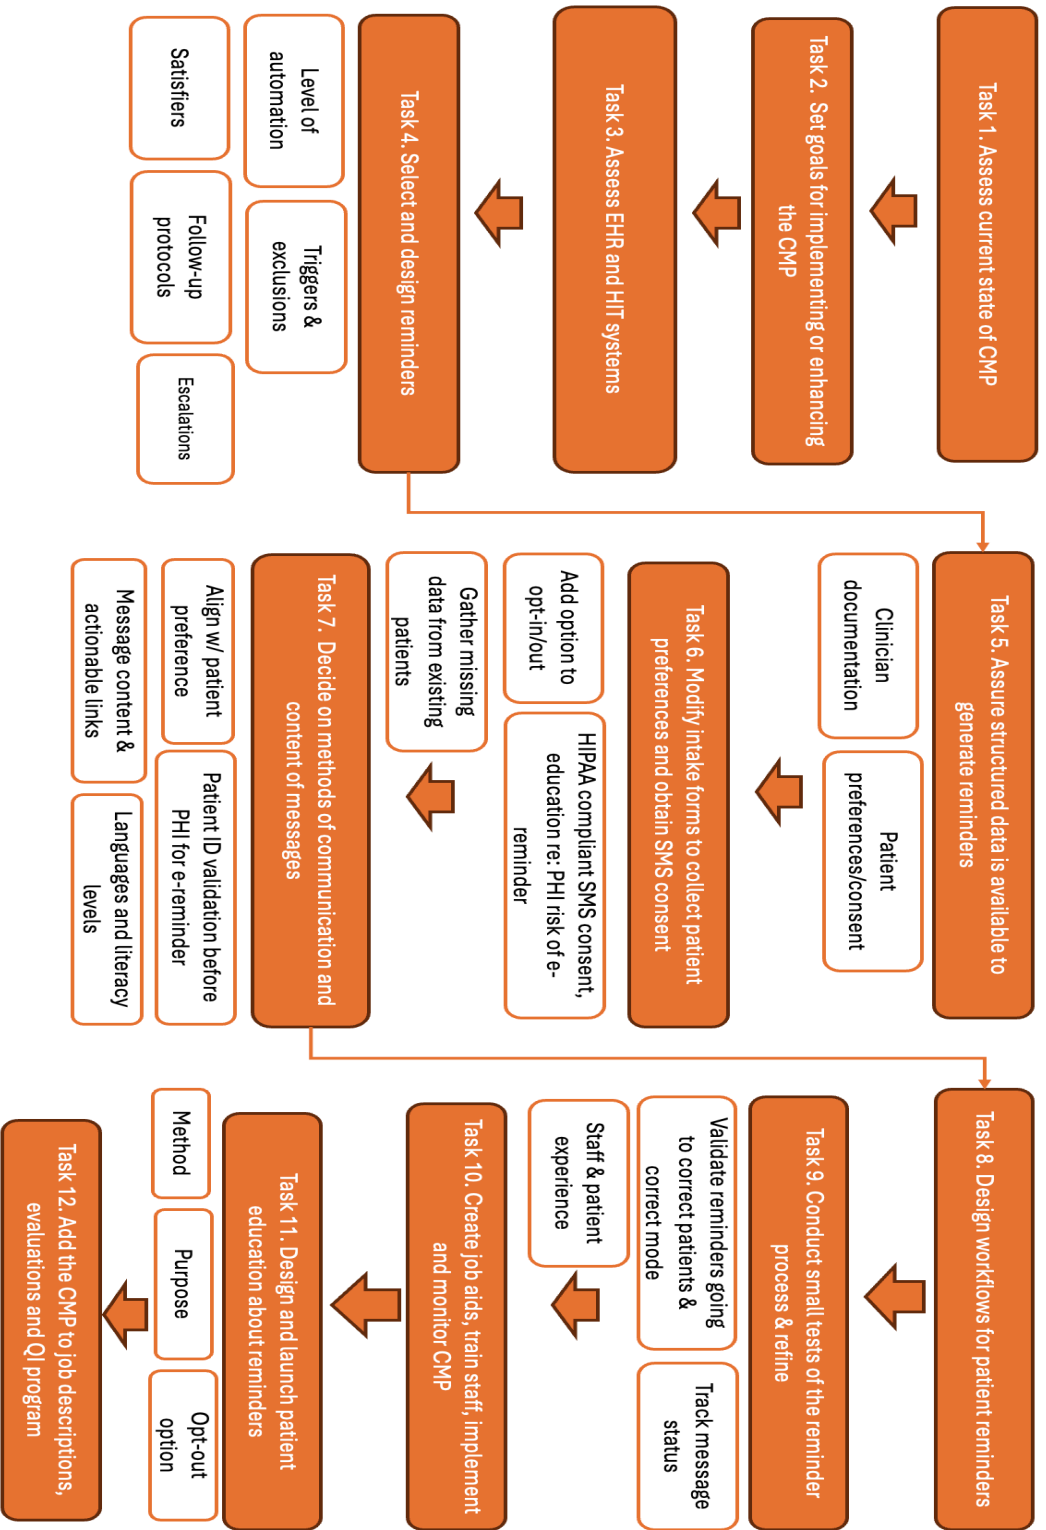 Task 1. Assess current state of CMP
Task 2. Set goals for implementing or enhancing
the CMP
Task 3. Assess EHR and HIT systems
Task 4. Select and design reminders
Level of
automation
Triggers &
exclusions
Satisfiers
Follow-up
protocols
Escalations
Task 5. Assure structured data is available to
generate reminders
Clinician
documentation
Patient
preferences/consent
Task 6. Modify intake forms to collect patient
preferences and obtain SMS consent
Add option to
opt-in/out
HIPAA compliant SMS consent,
education re: PHI risk of e-
reminder
Gather missing
data from existing
patients
Task 7. Decide on methods of communication and
content of messages
Align w/ patient
preference
Patient ID validation before
PHI for e-reminder
Message content &
actionable links
Languages and literacy
levels
Task 8. Design workflows for patient reminders
Task 9. Conduct small tests of the reminder
process & refine
Validate reminders going
to correct patients &
correct mode
Track message
status
Staff & patient
experience
Task 10. Create job aids, train staff, implement
and monitor CMP
Task 11. Design and launch patient
education about reminders
Method
Purpose
Opt-out
option
Task 12. Add the CMP to job descriptions,
evaluations and QI program